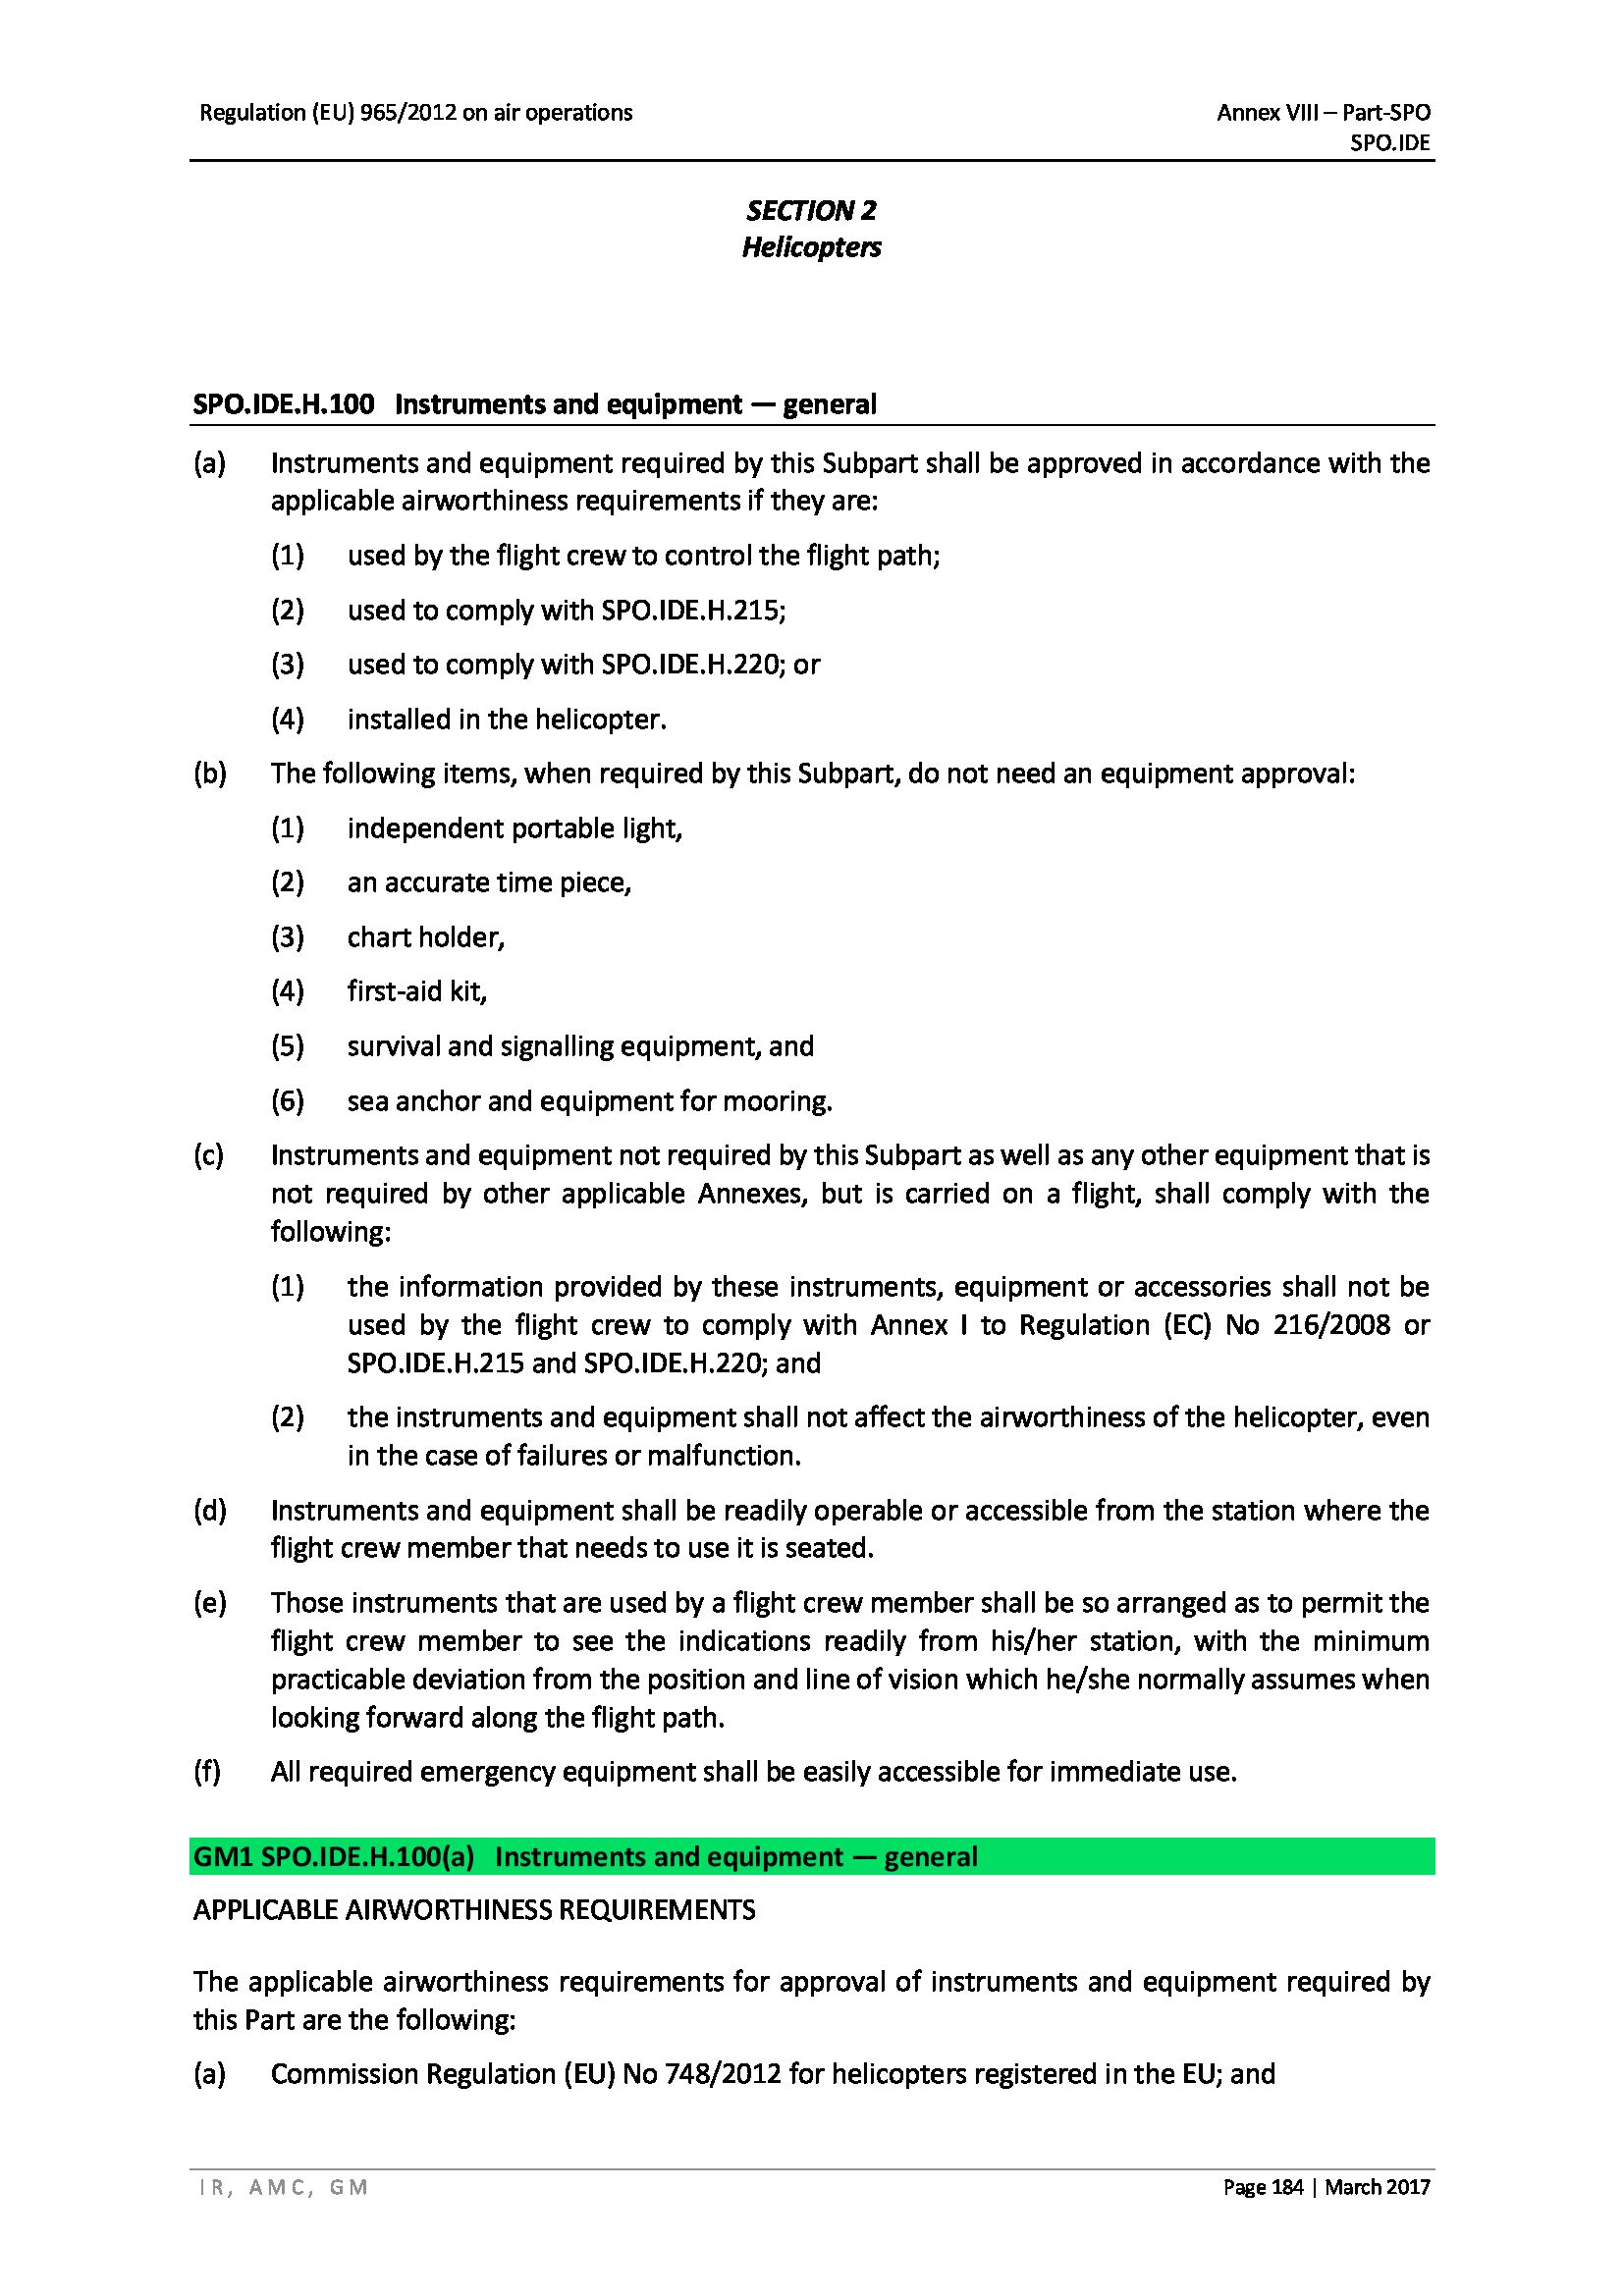 Regulation (EU) 965/2012 on air operations
Annex VIII – Part-SPO
SPO.IDE
SECTION 2
Helicopters
SPO.IDE.H.100 Instruments and equipment — general
(a) Instruments and equipment required by this Subpart shall be approved in accordance with the
applicable airworthiness requirements if they are:
(1) used by the flight crew to control the flight path;
(2) used to comply with SPO.IDE.H.215;
(3) used to comply with SPO.IDE.H.220; or
(4) installed in the helicopter.
(b) The following items, when required by this Subpart, do not need an equipment approval:
(1) independent portable light,
(2) an accurate time piece,
(3) chart holder,
(4) first-aid kit,
(5) survival and signalling equipment, and
(6) sea anchor and equipment for mooring.
(c) Instruments and equipment not required by this Subpart as well as any other equipment that is
not required by other applicable Annexes, but is carried on a flight, shall comply with the
following:
(1) the information provided by these instruments, equipment or accessories shall not be
used by the flight crew to comply with Annex I to Regulation (EC) No 216/2008 or
SPO.IDE.H.215 and SPO.IDE.H.220; and
(2) the instruments and equipment shall not affect the airworthiness of the helicopter, even
in the case of failures or malfunction.
(d) Instruments and equipment shall be readily operable or accessible from the station where the
flight crew member that needs to use it is seated.
(e) Those instruments that are used by a flight crew member shall be so arranged as to permit the
flight crew member to see the indications readily from his/her station, with the minimum
practicable deviation from the position and line of vision which he/she normally assumes when
looking forward along the flight path.
(f) All required emergency equipment shall be easily accessible for immediate use.
GM1 SPO.IDE.H.100(a) Instruments and equipment — general
APPLICABLE AIRWORTHINESS REQUIREMENTS
The applicable airworthiness requirements for approval of instruments and equipment required by
this Part are the following:
(a) Commission Regulation (EU) No 748/2012 for helicopters registered in the EU; and
IR, AMC, GM
Page 184 | March 2017